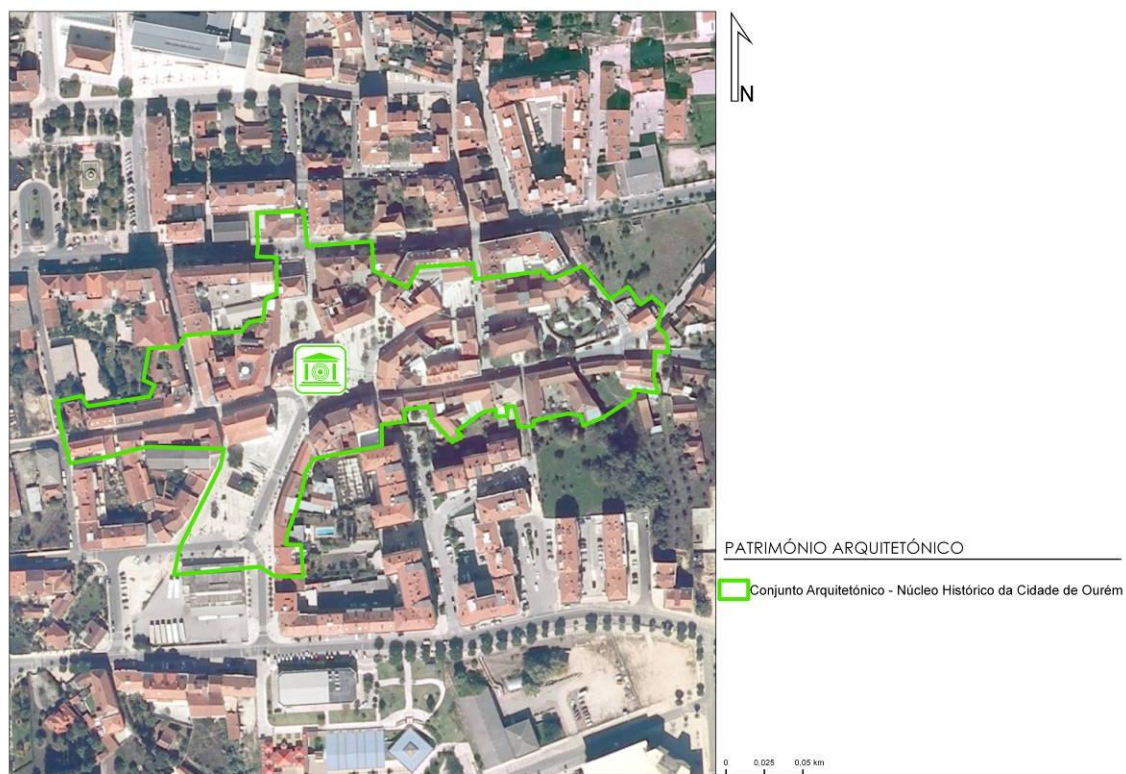 N
PATRIMÓNIO ARQUITETÓNICO
Conjunto Arquitetónico - Núcleo Histórico da Cidade de Ourém
0 0.025 0,05 km